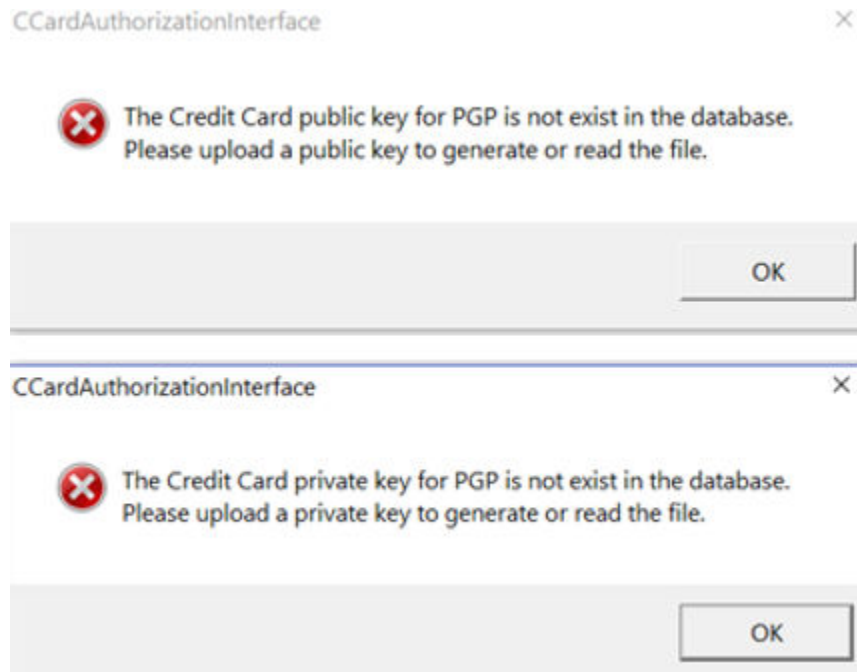 CCardAuthorizationInterface
The Credit Card public key for PGP is not exist in the database.
Please upload a public key to generate or read the file.
OK
CCardAuthorizationInterface
The Credit Card private key for PGP is not exist in the database.
Please upload a private key to generate or read the file.
OK